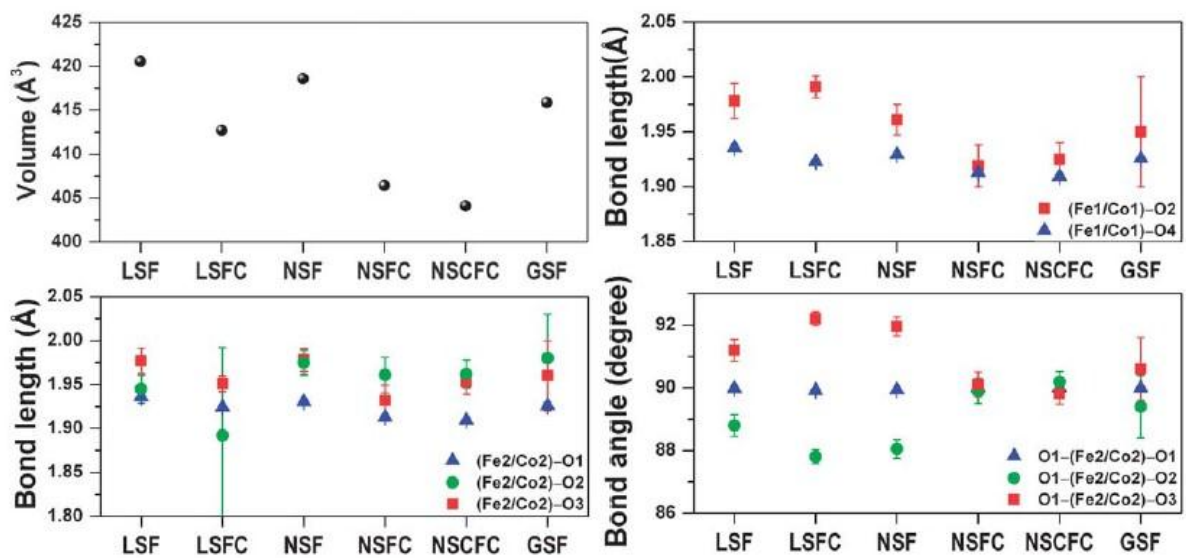 Volume (Å³)
425
420
415
410
405
400
LSF LSFC NSF NSFC NSCFC GSF
Bond length(Å)
2.00
1.95
1.90
1.85
(Fe1/Co1)–O2
(Fe1/Co1)–O4
LSF LSFC NSF NSFC NSCFC GSF
Bond length (Å)
2.05
2.00
1.95
1.90
1.85
1.80
(Fe2/Co2)–O1
(Fe2/Co2)–O2
(Fe2/Co2)–O3
LSF LSFC NSF NSFC NSCFC GSF
Bond angle (degree)
92
90
88
86
O1–(Fe2/Co2)–O1
O1–(Fe2/Co2)–O2
O1–(Fe2/Co2)–O3
LSF LSFC NSF NSFC NSCFC GSF